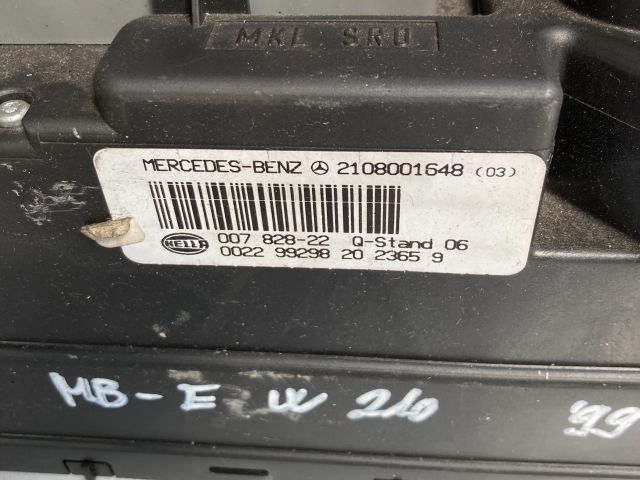 MKL SRU
MERCEDES-BENZ 2108001648 (03)
007 828-22 Q-Stand 06
HELLA 0022 99298 20 2365 9
MB - E W 210 '99